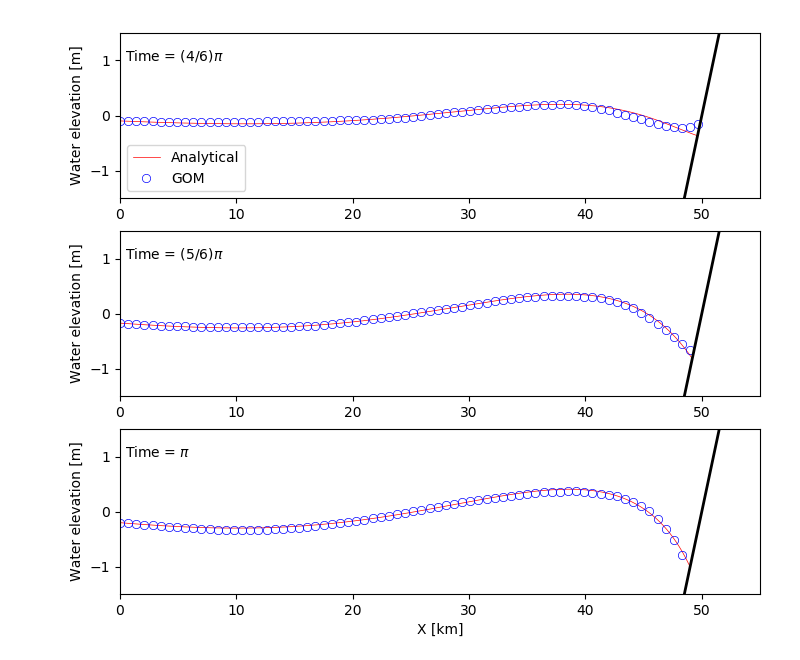 Time = (4/6)π
Water elevation [m]
1
0
−1
Analytical
GOM
0 10 20 30 40 50
Time = (5/6)π
Water elevation [m]
1
0
−1
0 10 20 30 40 50
Time = π
Water elevation [m]
1
0
−1
0 10 20 30 40 50
X [km]